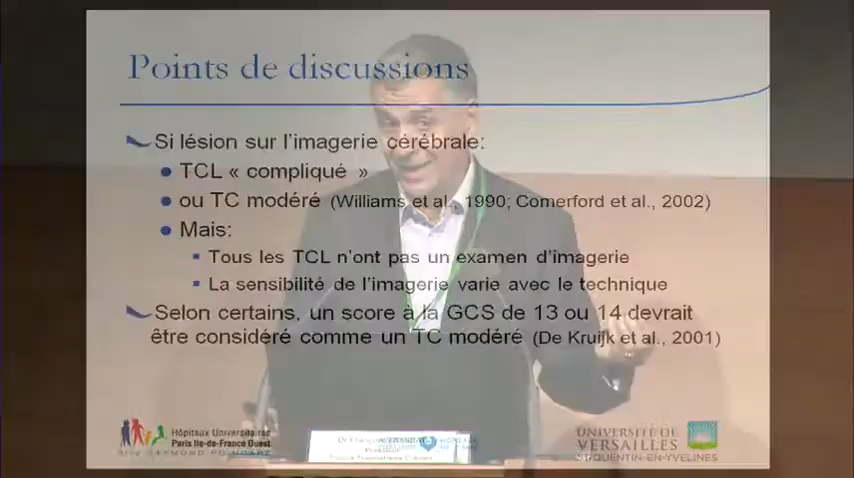 Points de discussions
Si lésion sur l'imagerie cérébrale:
TCL « compliqué »
ou TC modéré (Williams et al., 1990; Comerford et al., 2002)
Mais:
Tous les TCL n'ont pas un examen d'imagerie
La sensibilité de l'imagerie varie avec le technique
Selon certains, un score à la GCS de 13 ou 14 devrait
être considéré comme un TC modéré (De Kruijk et al., 2001)
Hôpitaux Universitaires
Paris Ile-de-France Ouest
SITE RAYMOND POINCARÉ
UNIVERSITÉ DE
VERSAILLES
QUENTIN-EN-YVELINES